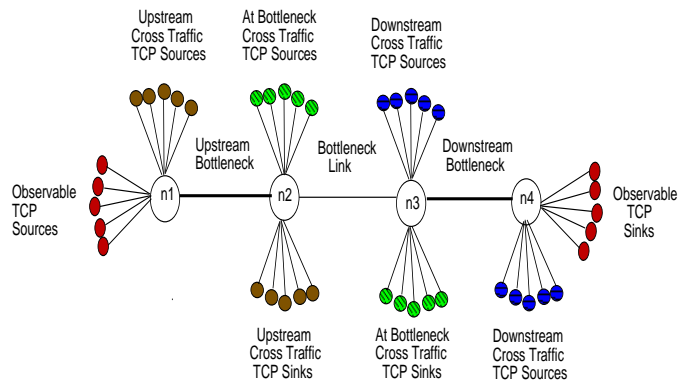 Upstream
Cross Traffic
TCP Sources
At Bottleneck
Cross Traffic
TCP Sources
Downstream
Cross Traffic
TCP Sources
Upstream
Bottleneck
Bottleneck
Link
Downstream
Bottleneck
Observable
TCP
Sources
n1
n2
n3
n4
Observable
TCP
Sinks
Upstream
Cross Traffic
TCP Sinks
At Bottleneck
Cross Traffic
TCP Sinks
Downstream
Cross Traffic
TCP Sources